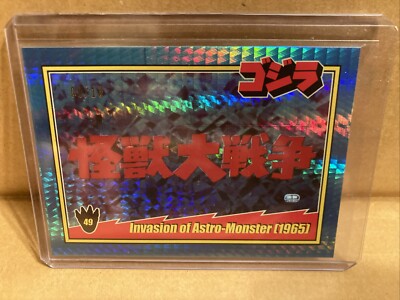 ゴジラ
怪獣大戦争
49
Invasion of Astro-Monster (1965)